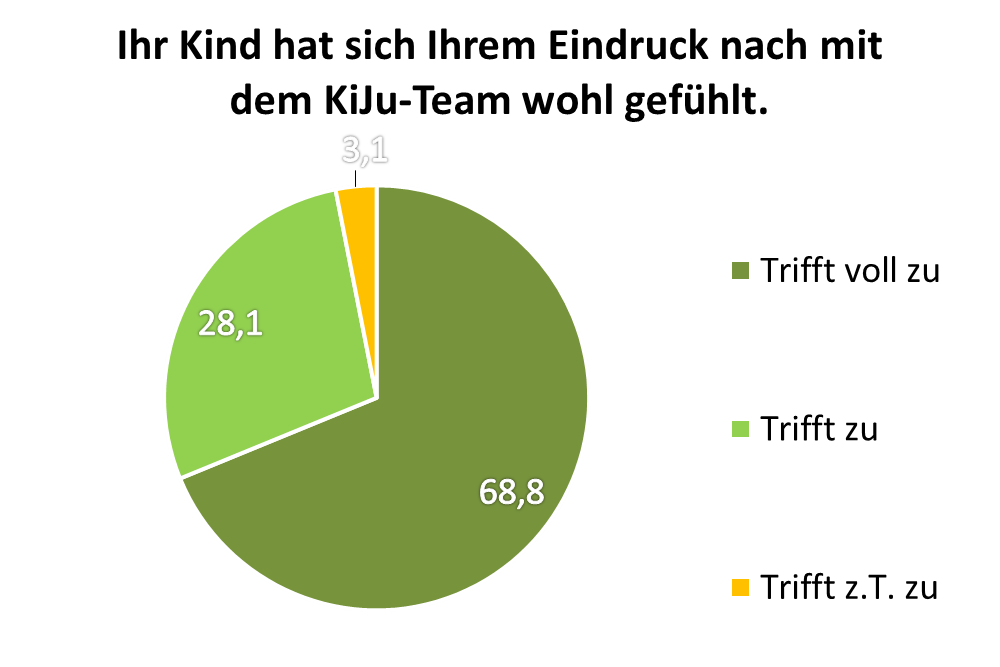 Ihr Kind hat sich Ihrem Eindruck nach mit
dem KiJu-Team wohl gefühlt.
3,1
28,1
68,8
Trifft voll zu
Trifft zu
Trifft z.T. zu